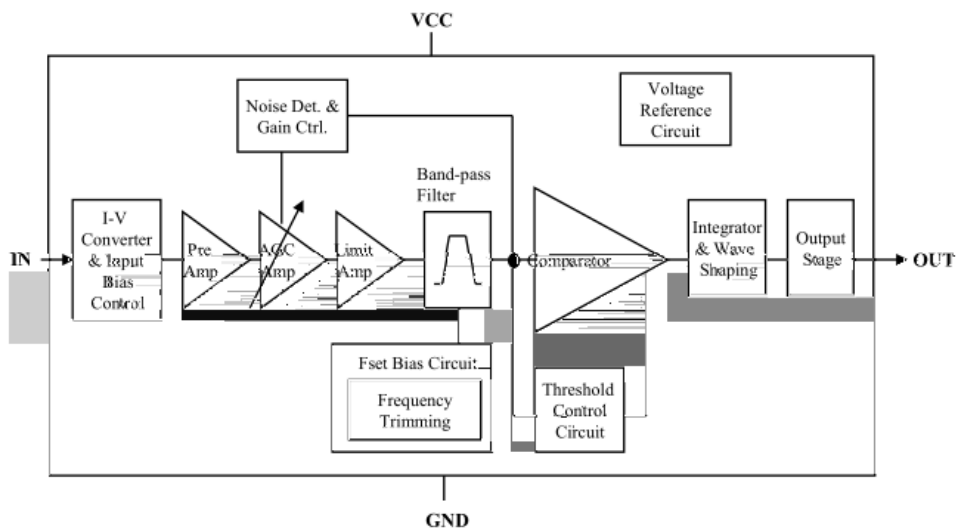 VCC
Noise Det. &
Gain Ctrl.
Voltage
Reference
Circuit
Band-pass
Filter
IN
I-V
Converter
& Input
Bias
Control
Pre
Amp
AGC
Amp
Limit
Amp
Comparator
Integrator
& Wave
Shaping
Output
Stage
OUT
Fset Bias Circuit
Frequency
Trimming
Threshold
Control
Circuit
GND